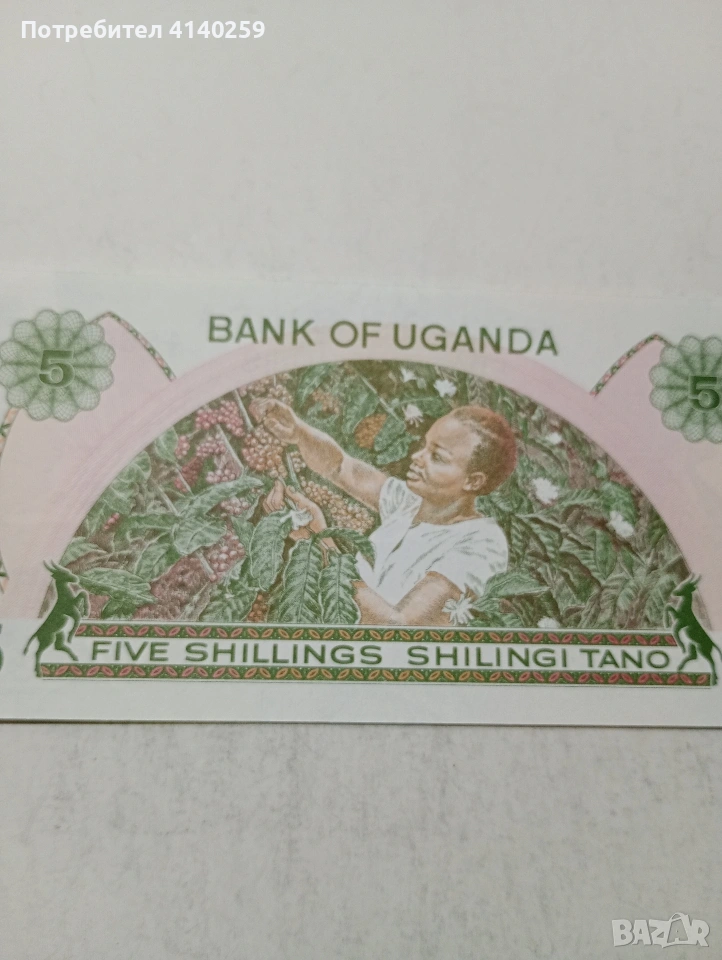 Потребител 4140259
BANK OF UGANDA
5
5
FIVE SHILLINGS SHILINGI TANO
BAZAR